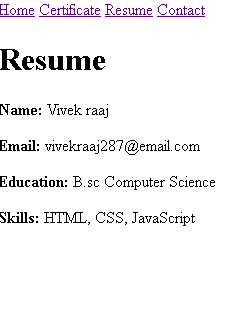 Home Certificate Resume Contact
Resume
Name: Vivek raaj
Email: vivekraaj287@email.com
Education: B.sc Computer Science
Skills: HTML, CSS, JavaScript